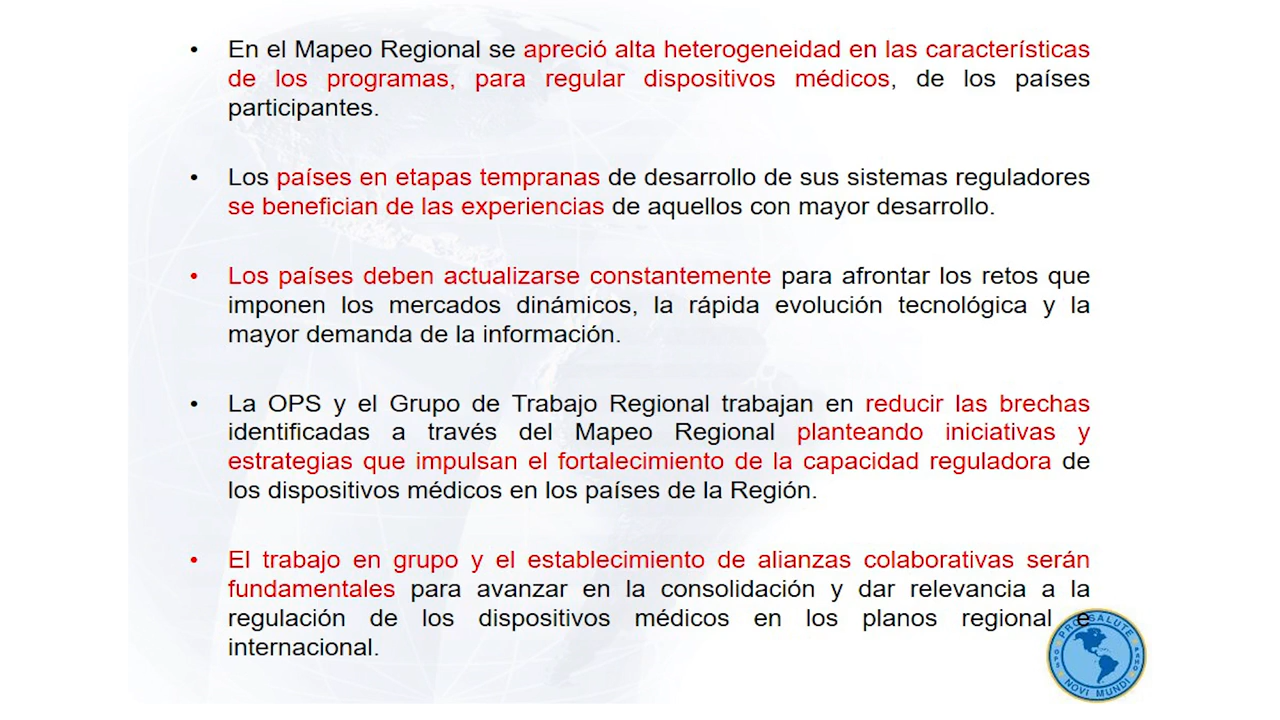 • En el Mapeo Regional se apreció alta heterogeneidad en las características
de los programas, para regular dispositivos médicos, de los países
participantes.
• Los países en etapas tempranas de desarrollo de sus sistemas reguladores
se benefician de las experiencias de aquellos con mayor desarrollo.
• Los países deben actualizarse constantemente para afrontar los retos que
imponen los mercados dinámicos, la rápida evolución tecnológica y la
mayor demanda de la información.
• La OPS y el Grupo de Trabajo Regional trabajan en reducir las brechas
identificadas a través del Mapeo Regional planteando iniciativas y
estrategias que impulsan el fortalecimiento de la capacidad reguladora de
los dispositivos médicos en los países de la Región.
• El trabajo en grupo y el establecimiento de alianzas colaborativas serán
fundamentales para avanzar en la consolidación y dar relevancia a la
regulación de los dispositivos médicos en los planos regional e
internacional.
PRO SALUTE
OPS
PAHO
NOVI MUNDI